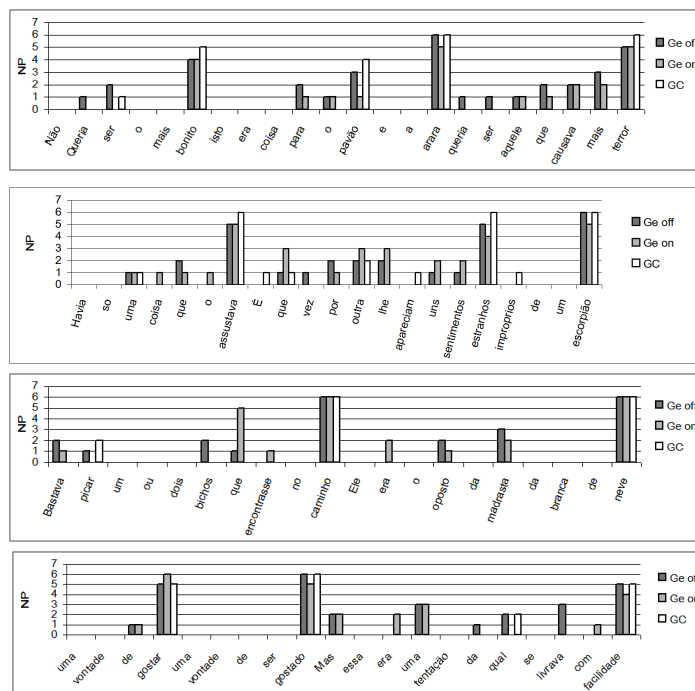 7
6
5
4
3
2
1
0
NP
Não
Queria
ser
o
mais
bonito
isto
era
coisa
para
o
pavão
e
a
arara
queria
ser
aquele
que
causava
mais
terror
Ge off
Ge on
GC
7
6
5
4
3
2
1
0
NP
Havia
so
uma
coisa
que
o
assustava
É
que
vez
por
outra
lhe
apareciam
uns
sentimentos
estranhos
improprios
de
um
escorpião
Ge off
Ge on
GC
7
6
5
4
3
2
1
0
NP
Bastava
picar
um
ou
dois
bichos
que
encontrasse
no
caminho
Ele
era
o
oposto
da
madrasta
da
branca
de
neve
Ge off
Ge on
GC
7
6
5
4
3
2
1
0
NP
uma
vontade
de
gostar
uma
vontade
de
ser
gostado
Mas
essa
era
uma
tentação
da
qual
se
livrava
com
facilidade
Ge off
Ge on
GC